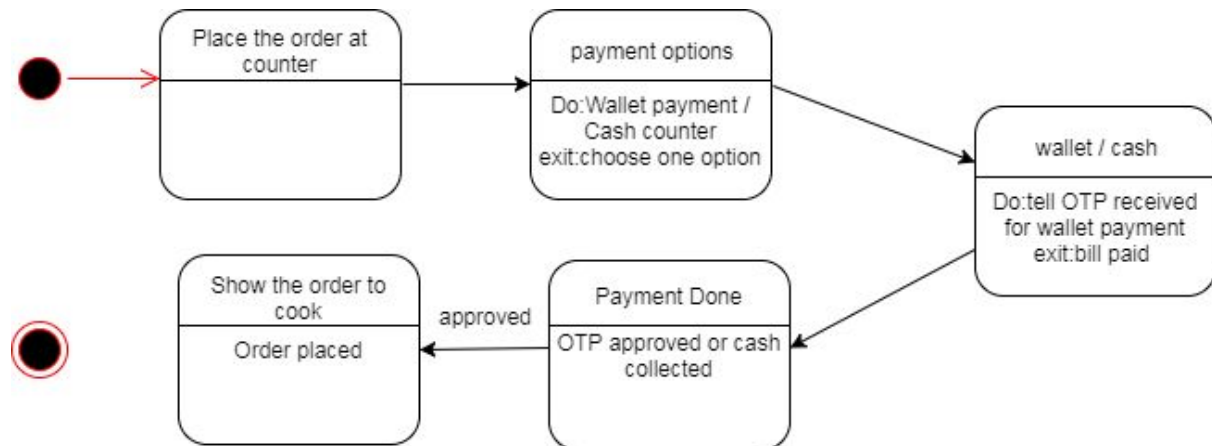 Place the order at
counter
payment options
Do:Wallet payment /
Cash counter
exit:choose one option
wallet / cash
Do:tell OTP received
for wallet payment
exit:bill paid
Payment Done
OTP approved or cash
collected
approved
Show the order to
cook
Order placed